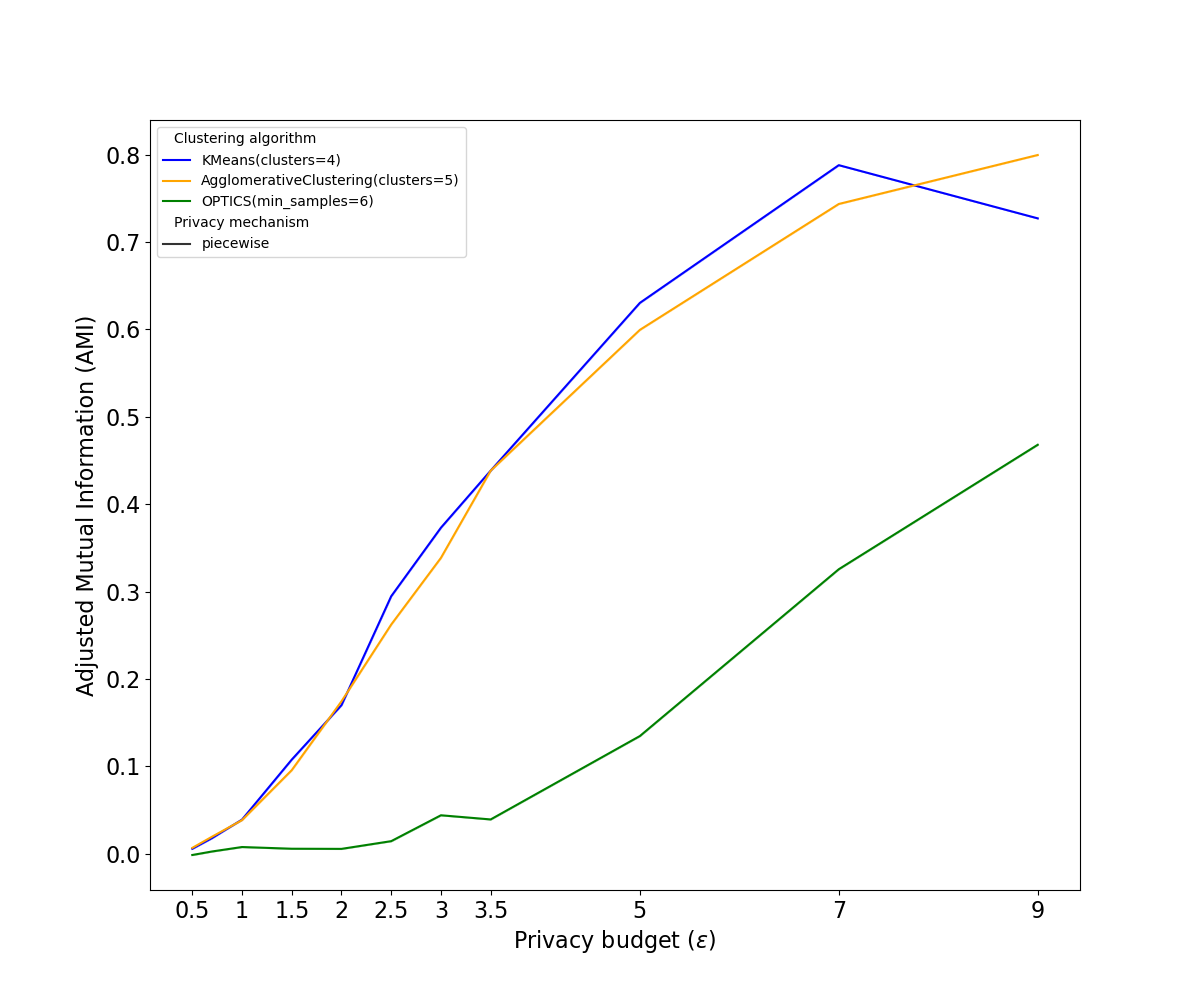 Clustering algorithm
KMeans(clusters=4)
AgglomerativeClustering(clusters=5)
OPTICS(min_samples=6)
Privacy mechanism
piecewise
Adjusted Mutual Information (AMI)
0.8
0.7
0.6
0.5
0.4
0.3
0.2
0.1
0.0
0.5 1 1.5 2 2.5 3 3.5 5 7 9
Privacy budget (ε)